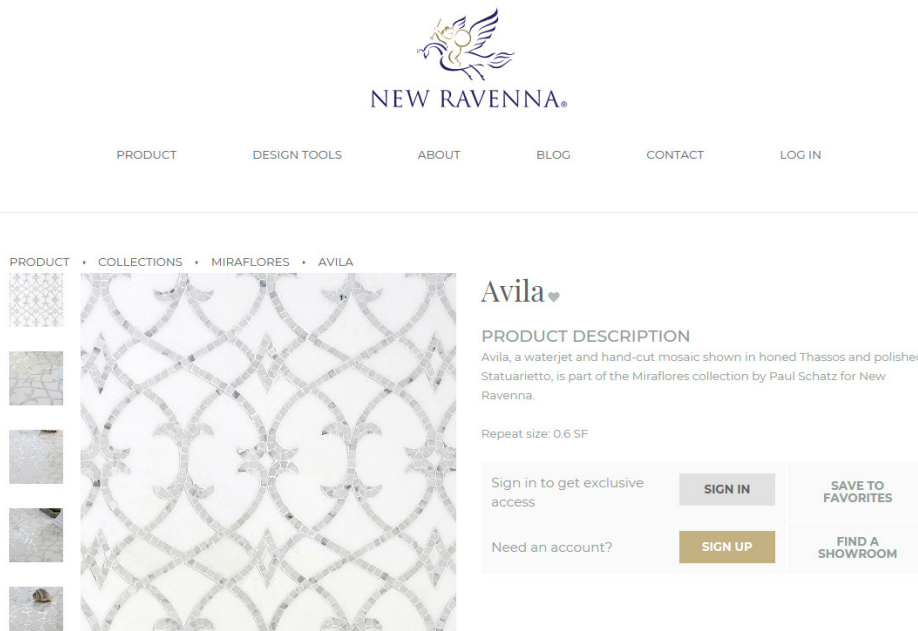 NEW RAVENNA®
PRODUCT DESIGN TOOLS ABOUT BLOG CONTACT LOG IN
PRODUCT • COLLECTIONS • MIRAFLORES • AVILA
Avila
PRODUCT DESCRIPTION
Avila, a waterjet and hand-cut mosaic shown in honed Thassos and polished
Statuarietto, is part of the Miraflores collection by Paul Schatz for New
Ravenna.
Repeat size: 0.6 SF
Sign in to get exclusive
access
SIGN IN
SAVE TO
FAVORITES
Need an account?
SIGN UP
FIND A
SHOWROOM